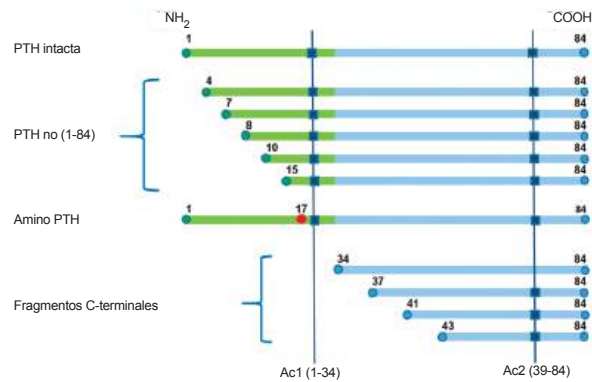 NH2 COOH
PTH intacta 1 84
4 84
7 84
PTH no (1-84) 8 84
10 84
15 84
Amino PTH 1 17 84
34 84
37 84
Fragmentos C-terminales 41 84
43 84
Ac1 (1-34) Ac2 (39-84)